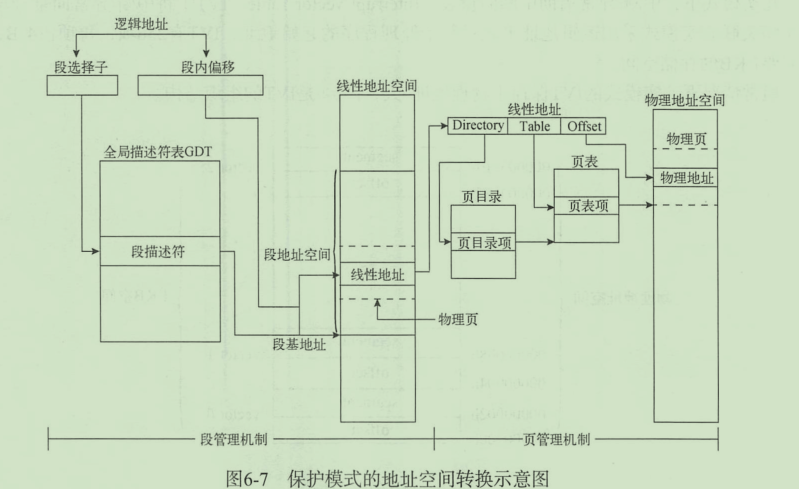 逻辑地址
段选择子
段内偏移
线性地址空间
线性地址
物理地址空间
Directory Table Offset
物理页
全局描述符表GDT
页表
物理地址
页目录
页表项
段描述符
段地址空间
页目录项
线性地址
物理页
段基地址
段管理机制
页管理机制
图6-7 保护模式的地址空间转换示意图